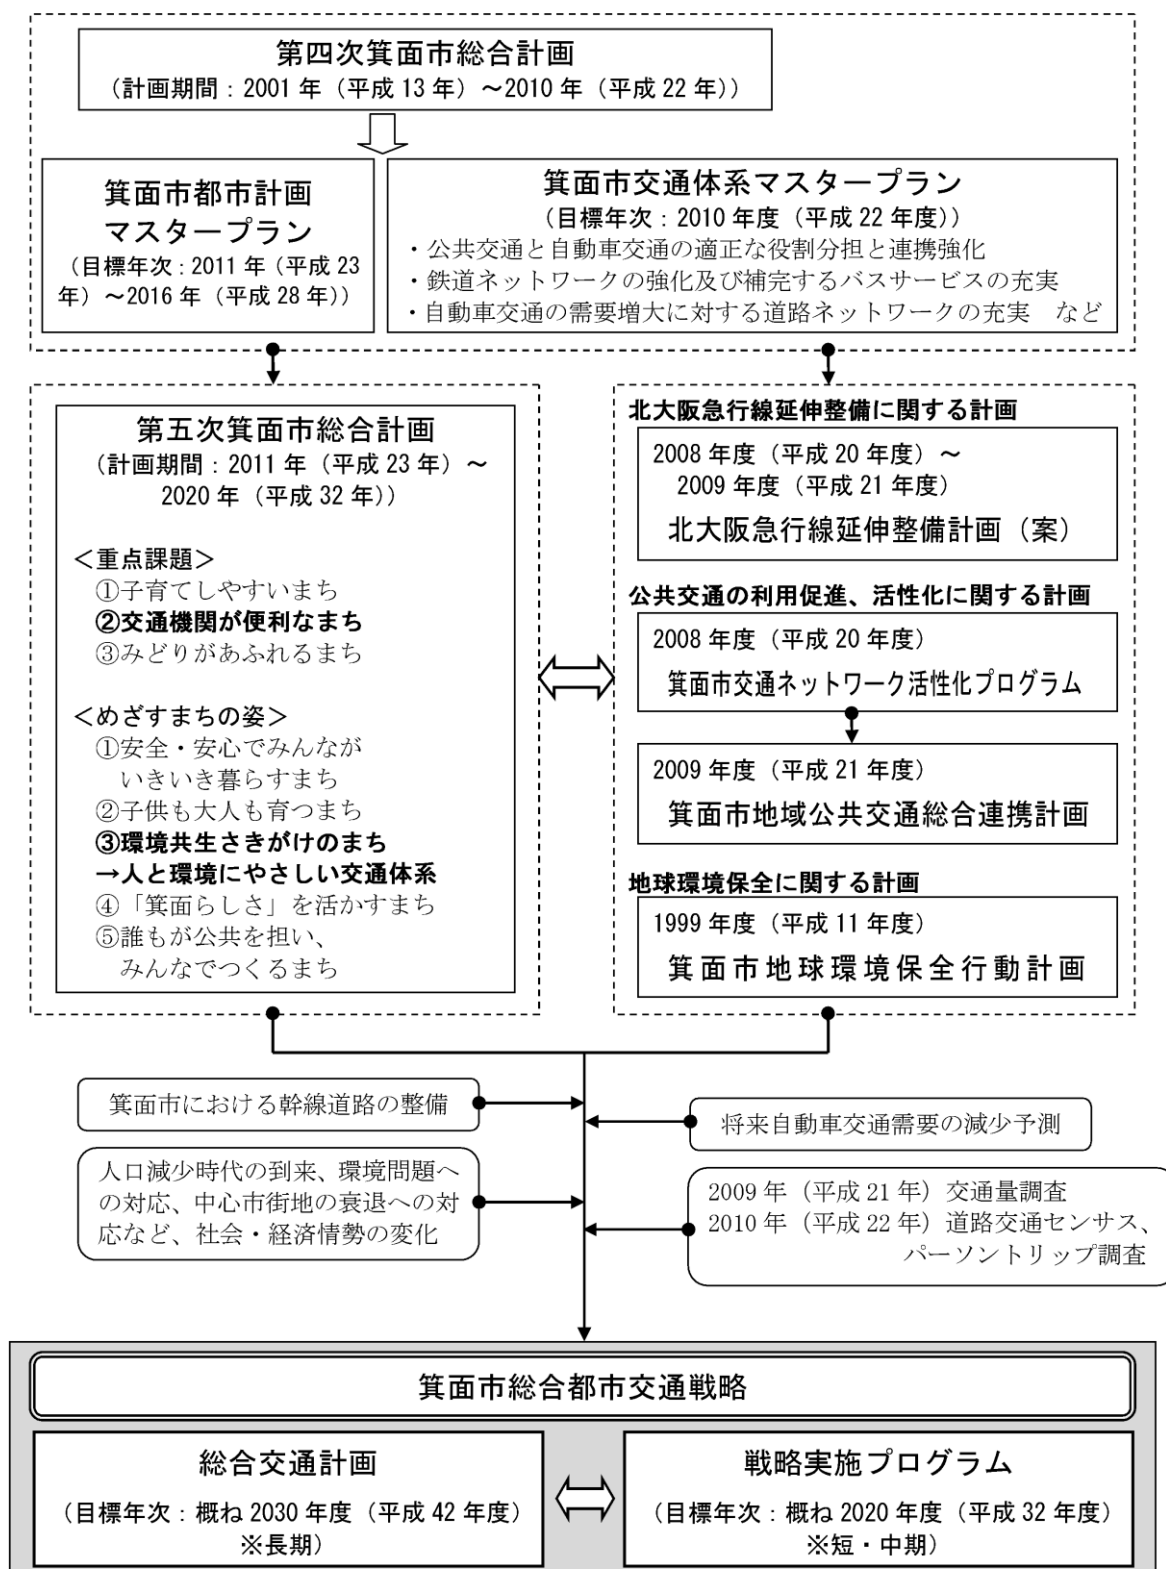 第四次箕面市総合計画
（計画期間：2001 年（平成 13 年）～2010 年（平成 22 年））
箕面市都市計画
マスタープラン
（目標年次：2011 年（平成 23
年）～2016 年（平成 28 年））
箕面市交通体系マスタープラン
（目標年次：2010 年度（平成 22 年度））
・公共交通と自動車交通の適正な役割分担と連携強化
・鉄道ネットワークの強化及び補完するバスサービスの充実
・自動車交通の需要増大に対する道路ネットワークの充実　など
第五次箕面市総合計画
（計画期間：2011 年（平成 23 年）～
2020 年（平成 32 年））
＜重点課題＞
①子育てしやすいまち
②交通機関が便利なまち
③みどりがあふれるまち
＜めざすまちの姿＞
①安全・安心でみんなが
いきいき暮らすまち
②子供も大人も育つまち
③環境共生さきがけのまち
→人と環境にやさしい交通体系
④「箕面らしさ」を活かすまち
⑤誰もが公共を担い、
みんなでつくるまち
北大阪急行線延伸整備に関する計画
2008 年度（平成 20 年度）～
2009 年度（平成 21 年度）
北大阪急行線延伸整備計画（案）
公共交通の利用促進、活性化に関する計画
2008 年度（平成 20 年度）
箕面市交通ネットワーク活性化プログラム
2009 年度（平成 21 年度）
箕面市地域公共交通総合連携計画
地球環境保全に関する計画
1999 年度（平成 11 年度）
箕面市地球環境保全行動計画
箕面市における幹線道路の整備
将来自動車交通需要の減少予測
人口減少時代の到来、環境問題へ
の対応、中心市街地の衰退への対
応など、社会・経済情勢の変化
2009 年（平成 21 年）交通量調査
2010 年（平成 22 年）道路交通センサス、
パーソントリップ調査
箕面市総合都市交通戦略
総合交通計画
（目標年次：概ね 2030 年度（平成 42 年度）
※長期）
戦略実施プログラム
（目標年次：概ね 2020 年度（平成 32 年度）
※短・中期）